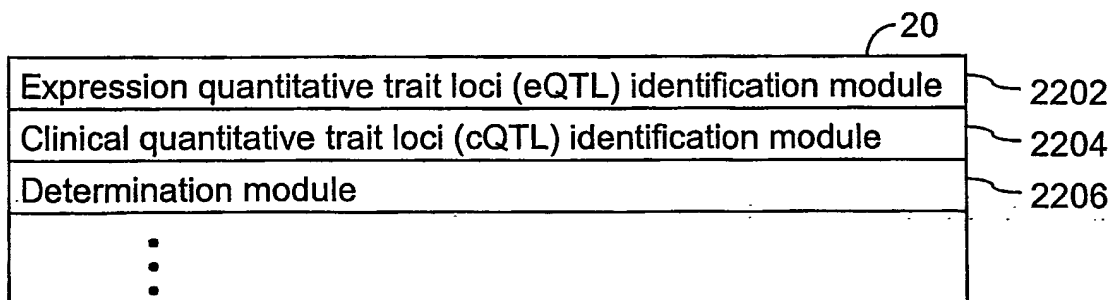 20
Expression quantitative trait loci (eQTL) identification module 2202
Clinical quantitative trait loci (cQTL) identification module 2204
Determination module 2206